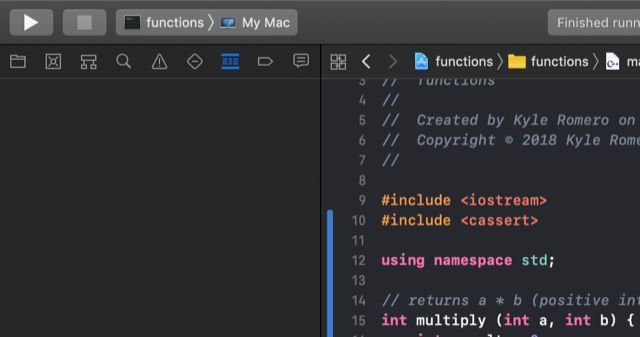 functions 〉 My Mac
Finished runn
functions 〉 functions 〉 ma
3 // functions
4 //
5 // Created by Kyle Romero on
6 // Copyright © 2018 Kyle Rome
7 //
8
9 #include <iostream>
10 #include <cassert>
11
12 using namespace std;
13
14 // returns a * b (positive int
15 int multiply (int a, int b) {